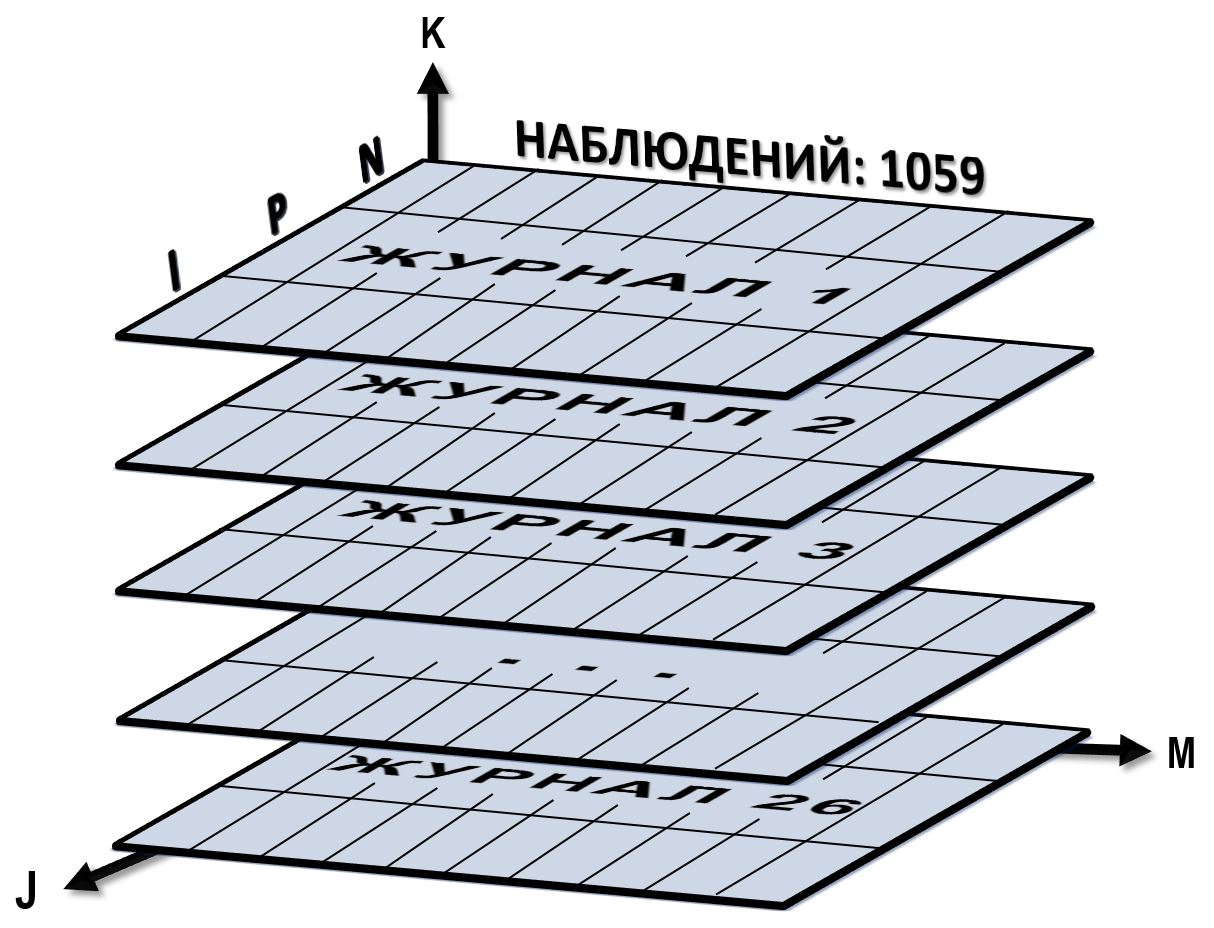 K
НАБЛЮДЕНИЙ: 1059
N
P
I
ЖУРНАЛ 1
ЖУРНАЛ 2
ЖУРНАЛ 3
- - -
ЖУРНАЛ 26
M
J